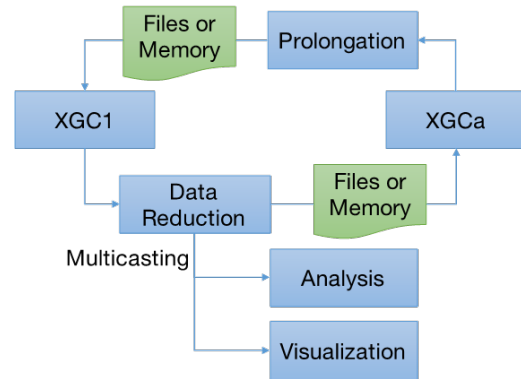 Files or
Memory
Prolongation
XGC1
XGCa
Data
Reduction
Files or
Memory
Multicasting
Analysis
Visualization